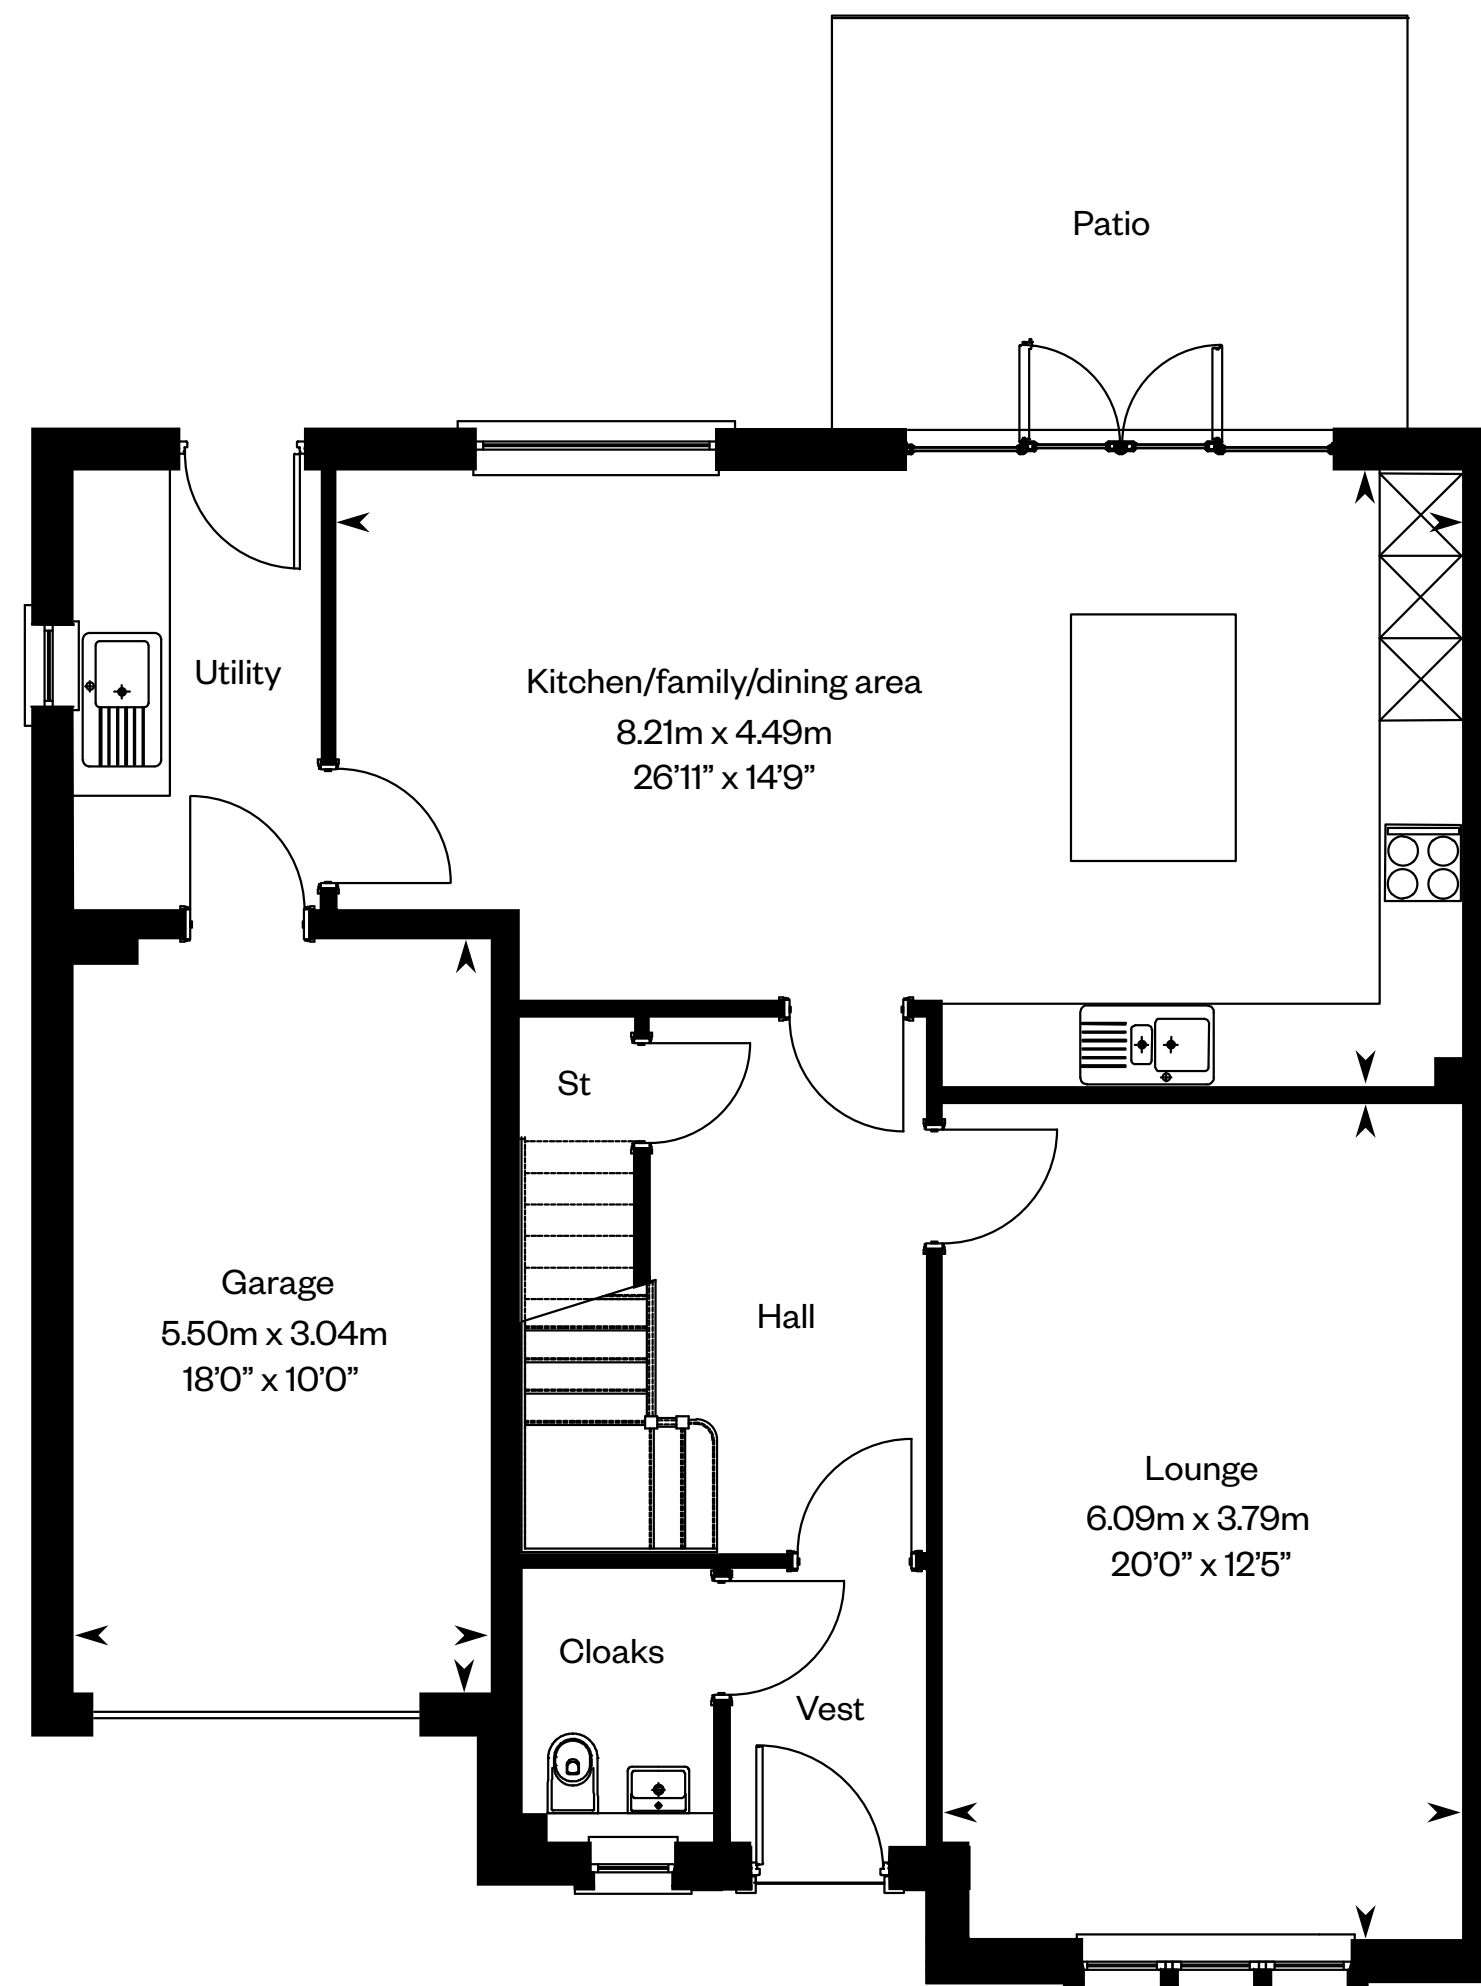 Patio
Utility
Kitchen/family/dining area
8.21m x 4.49m
26’11” x 14’9”
St
Garage
5.50m x 3.04m
18’0” x 10’0”
Hall
Lounge
6.09m x 3.79m
20’0” x 12’5”
Cloaks
Vest